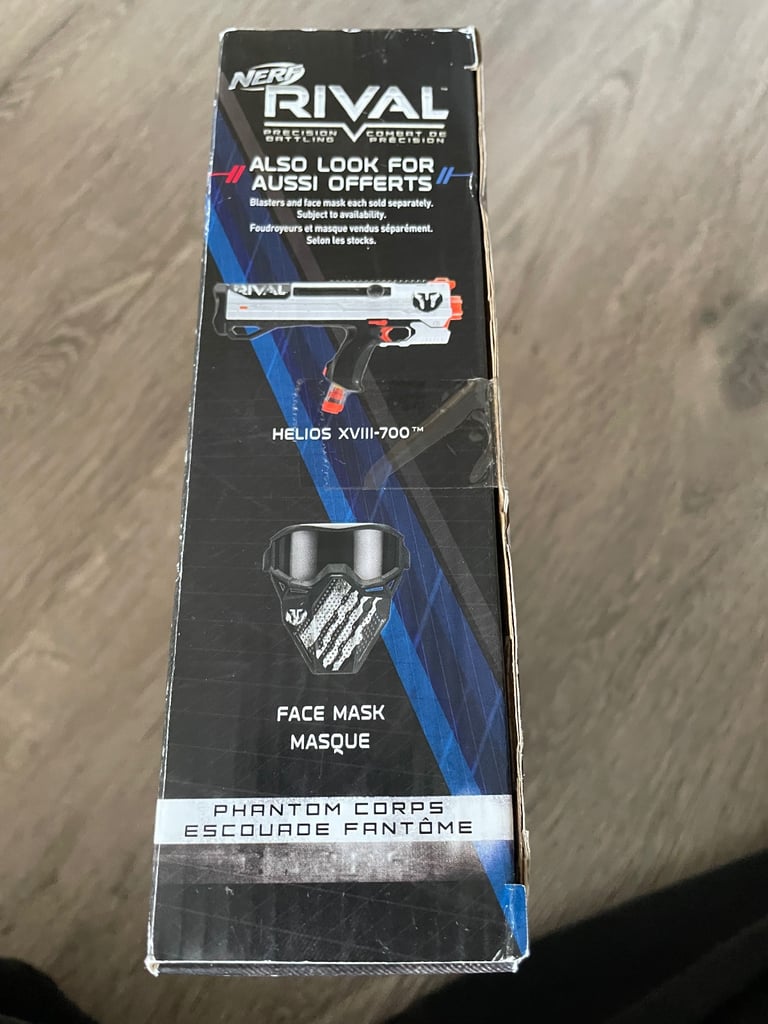 NERF
RIVAL™
PRECISION BATTLING
COMBAT DE PRÉCISION
ALSO LOOK FOR
AUSSI OFFERTS
Blasters and face mask each sold separately.
Subject to availability.
Foudroyeurs et masque vendus séparément.
Selon les stocks.
RIVAL
HELIOS XVIII-700™
FACE MASK
MASQUE
PHANTOM CORPS
ESCOUADE FANTÔME